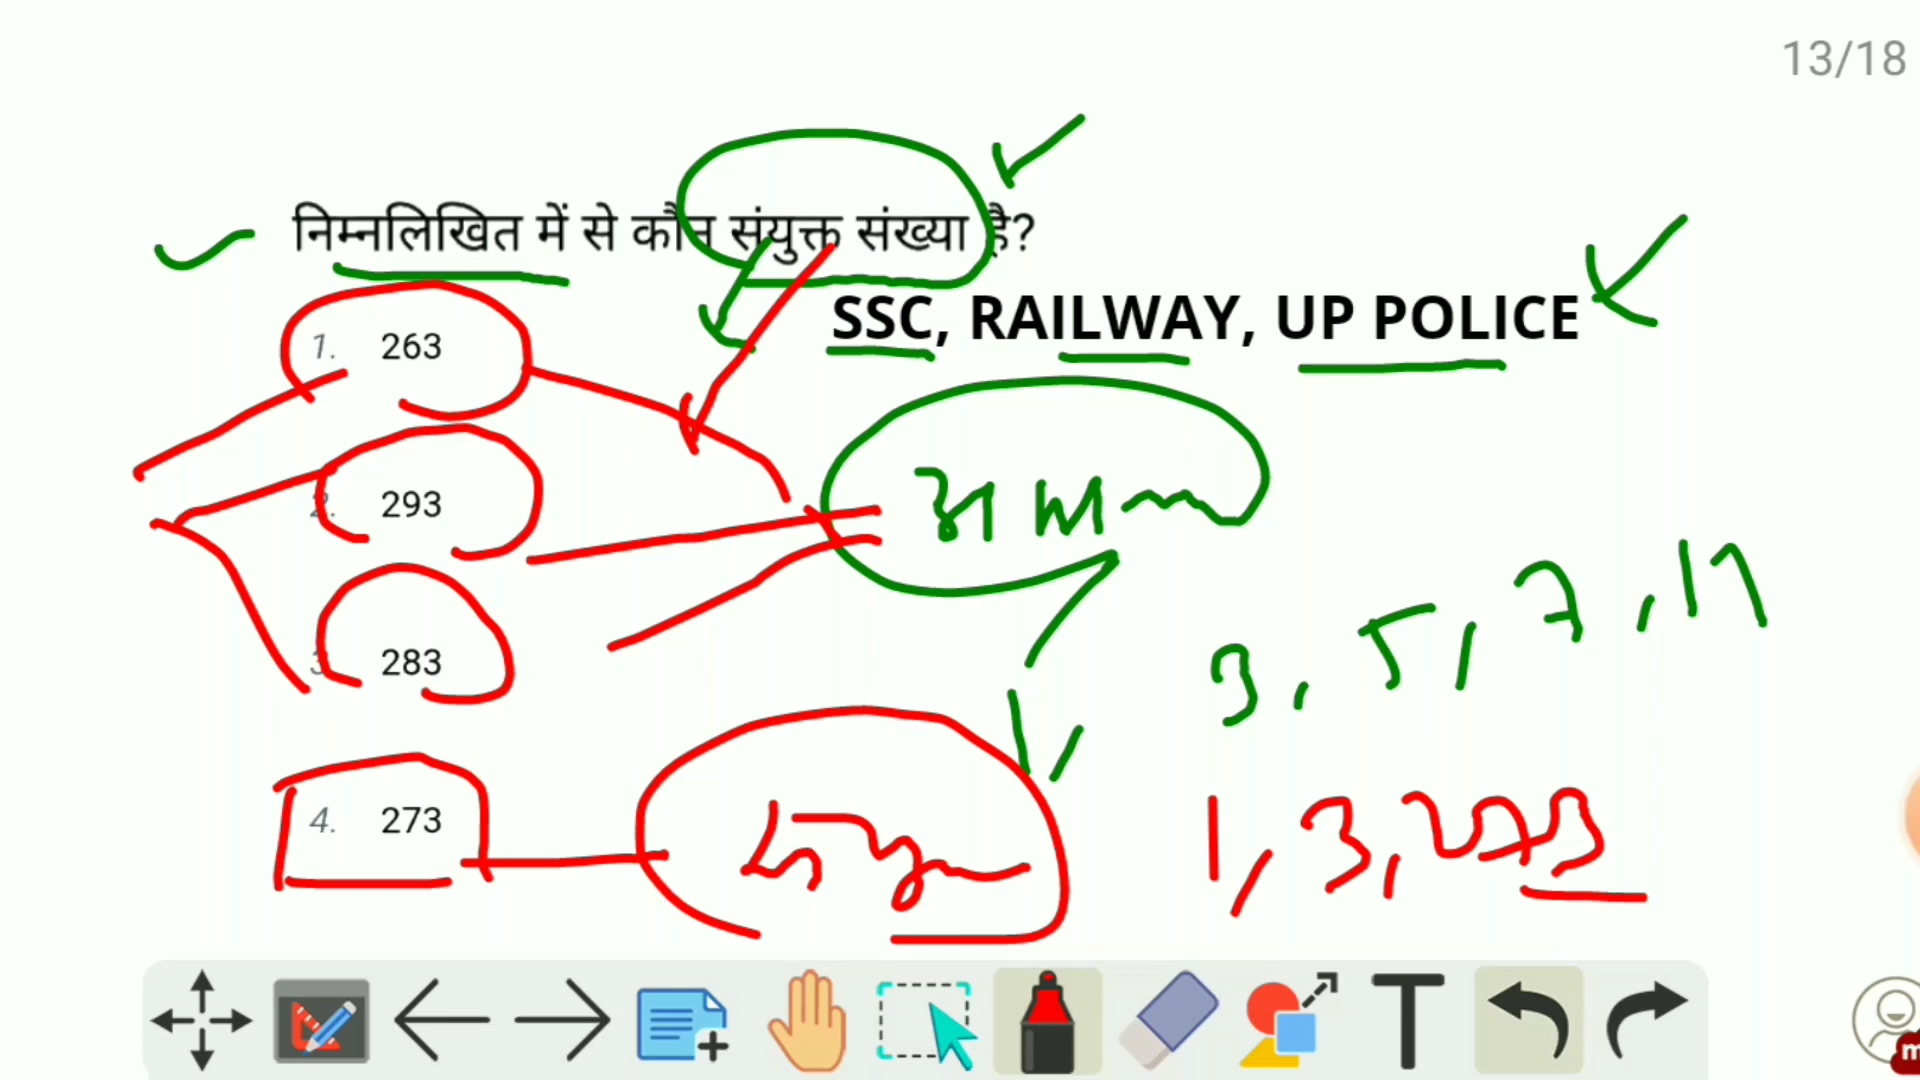 13/18
निम्नलिखित में से कौन संयुक्त संख्या है?
SSC, RAILWAY, UP POLICE
1. 263
2. 293
3. 283
4. 273
3, 5, 7, 11
1, 3, 273
T
m